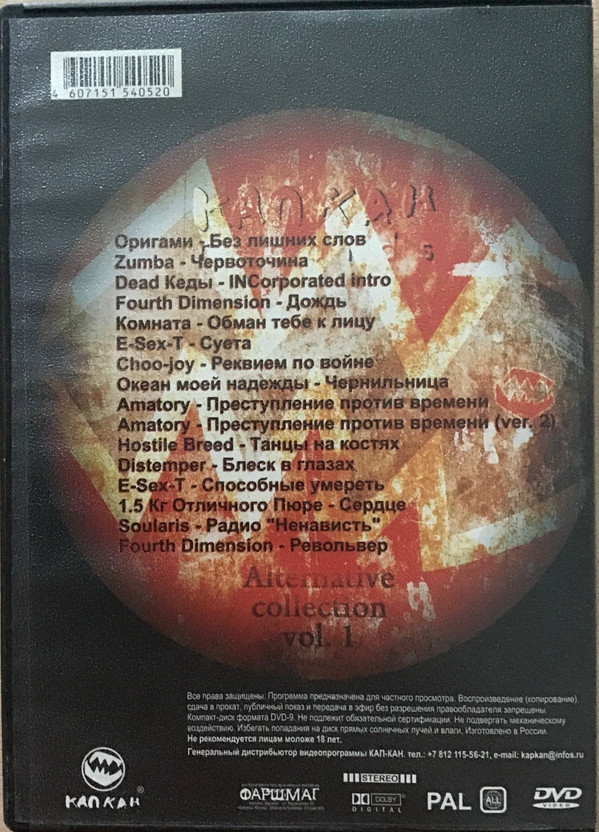 4 607151 540520
КАПКАН
Оригами - Без лишних слов
Zumba - Червоточина
Dead Кеды - INCorporated intro
Fourth Dimension - Дождь
Комната - Обман тебе к лицу
E-Sex-T - Суета
Choo-joy - Реквием по войне
Океан моей надежды - Чернильница
Amatory - Преступление против времени
Amatory - Преступление против времени (ver. 2)
Hostile Breed - Танцы на костях
Distemper - Блеск в глазах
E-Sex-T - Способные умереть
1.5 Кг Отличного Пюре - Сердце
Soularis - Радио "Ненависть"
Fourth Dimension - Револьвер
Alternative
collection
vol. 1
Все права защищены. Программа предназначена для частного просмотра. Воспроизведение (копирование),
сдача в прокат, публичный показ и передача в эфир без разрешения правообладателя запрещены.
Компакт-диск формата DVD-9. Не подлежит обязательной сертификации. Не подвергать механическому
воздействию. Избегать попадания на диск прямых солнечных лучей и влаги. Изготовлено в России.
Не рекомендуется лицам моложе 18 лет.
Генеральный дистрибьютор видеопрограммы КАП-КАН. тел.: +7 812 115-56-21, e-mail: kapkan@infos.ru
КАПКАН®
ФАРШМАГ
STEREO
DOLBY
DIGITAL
PAL
ALL
DVD
VIDEO